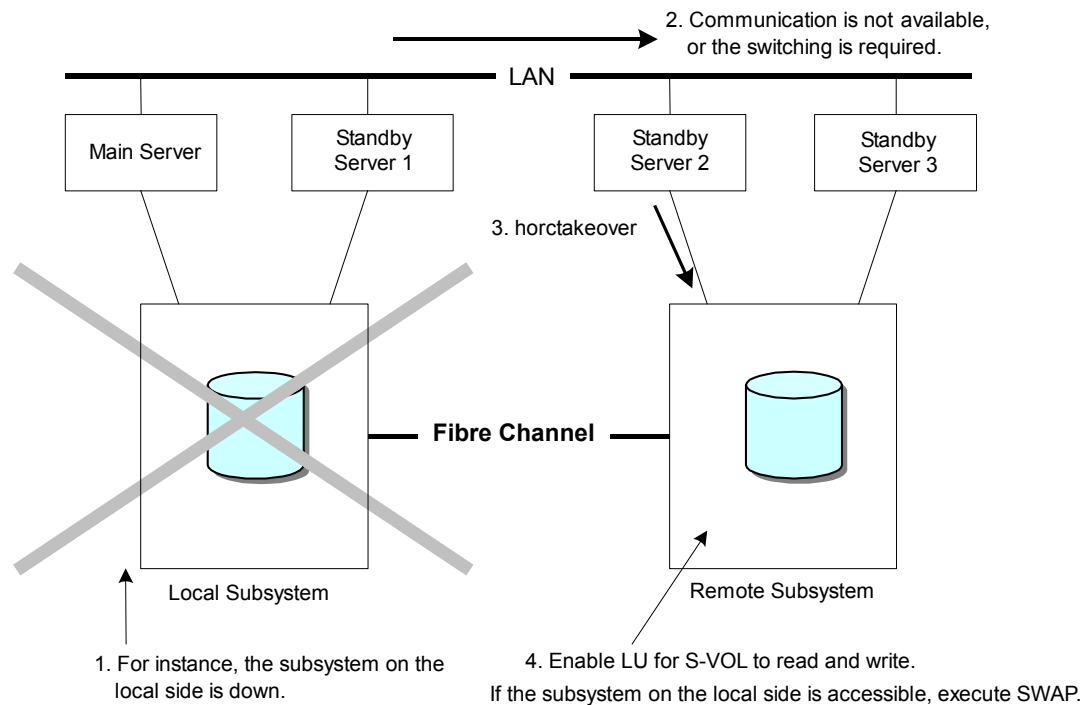 2. Communication is not available,
or the switching is required.
LAN
Main Server
Standby
Server 1
Standby
Server 2
Standby
Server 3
3. horctakeover
Fibre Channel
Local Subsystem
Remote Subsystem
1. For instance, the subsystem on the
local side is down.
4. Enable LU for S-VOL to read and write.
If the subsystem on the local side is accessible, execute SWAP.